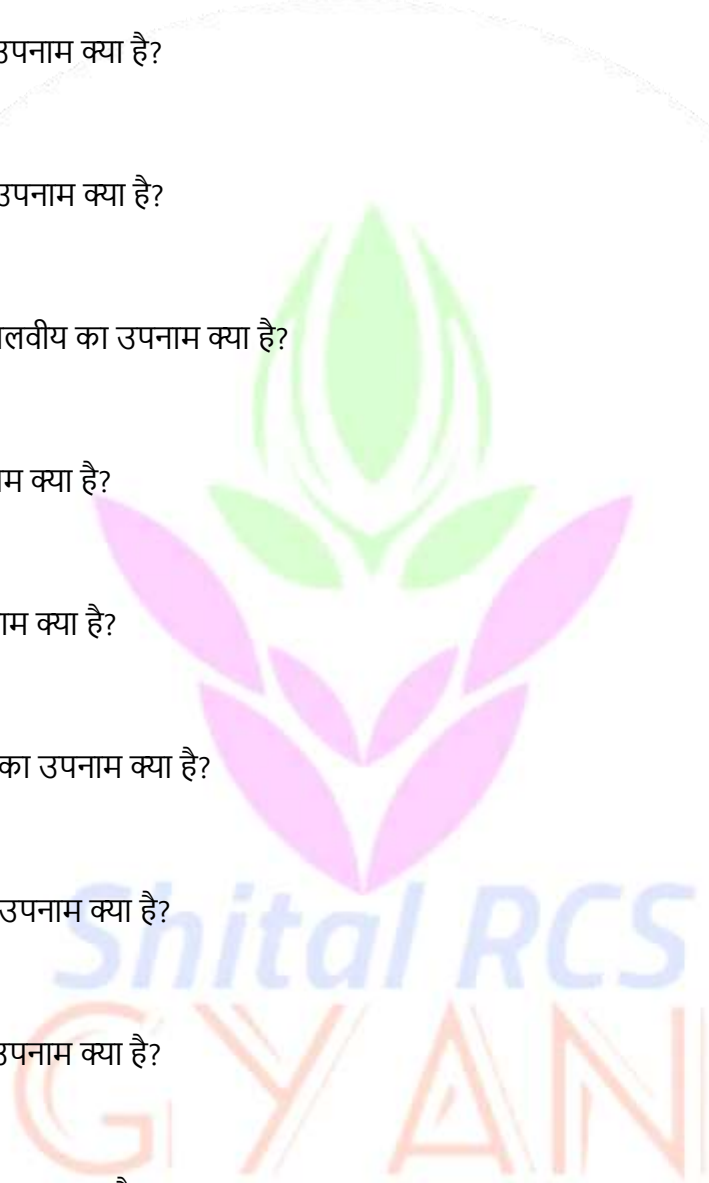 उपनाम क्या है?
उपनाम क्या है?
लवीय का उपनाम क्या है?
म क्या है?
ाम क्या है?
का उपनाम क्या है?
उपनाम क्या है?
उपनाम क्या है?
Shital RCS
GYAN